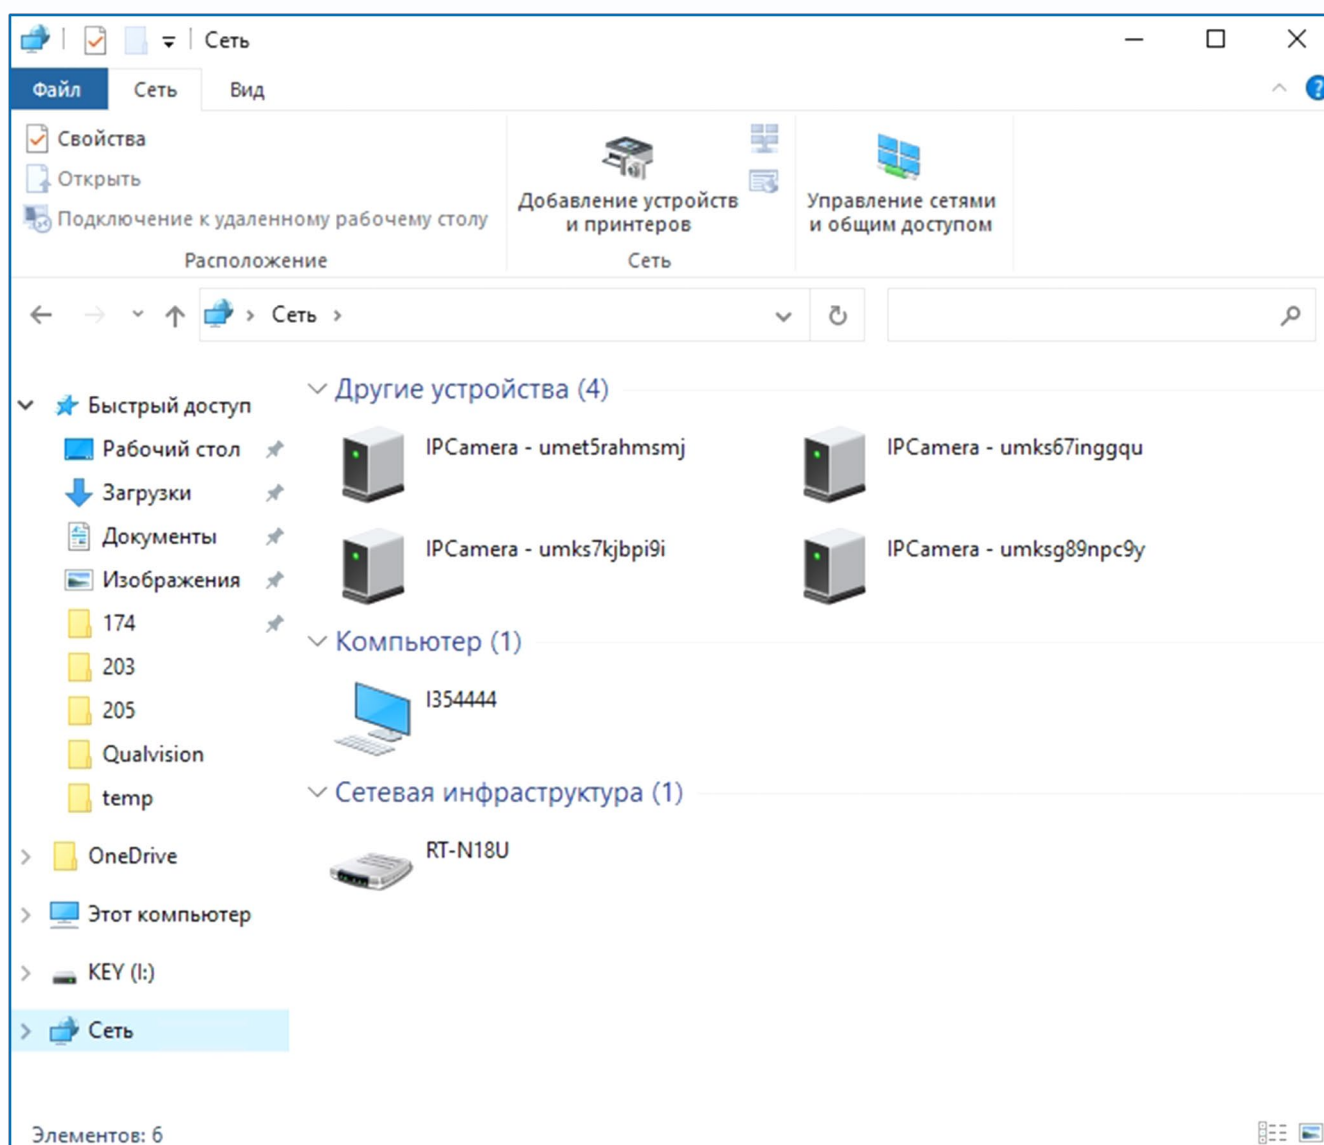 Сеть
Файл Сеть Вид
Свойства
Открыть
Подключение к удаленному рабочему столу
Расположение
Добавление устройств
и принтеров
Сеть
Управление сетями
и общим доступом
Сеть
Быстрый доступ
Рабочий стол
Загрузки
Документы
Изображения
174
203
205
Qualvision
temp
OneDrive
Этот компьютер
KEY (I:)
Сеть
Другие устройства (4)
IPCamera - umet5rahmsmj
IPCamera - umks67inggqu
IPCamera - umks7kjbpi9i
IPCamera - umksg89npc9y
Компьютер (1)
I354444
Сетевая инфраструктура (1)
RT-N18U
Элементов: 6